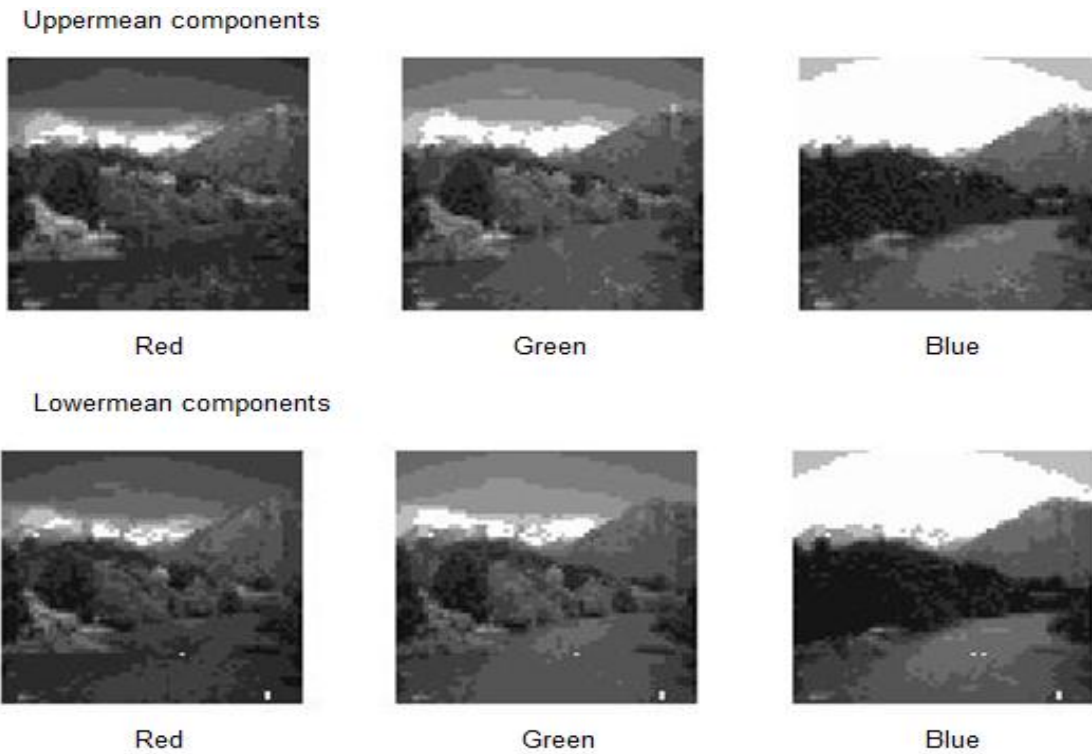 Uppermean components
Red Green Blue
Lowermean components
Red Green Blue